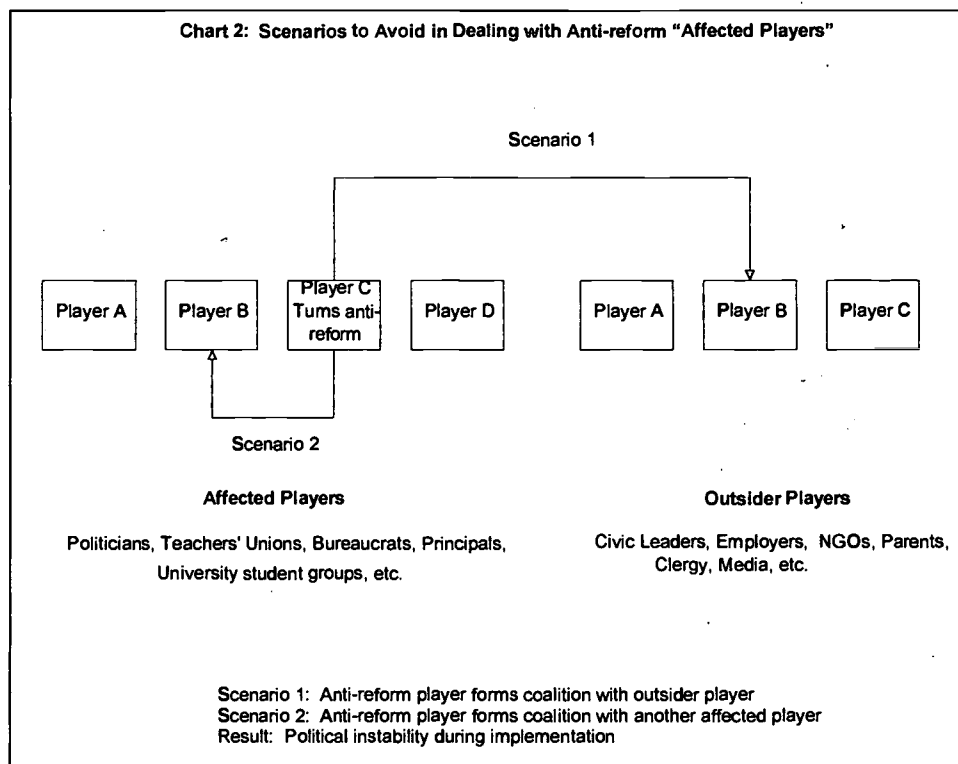 Chart 2: Scenarios to Avoid in Dealing with Anti-reform “Affected Players”
Scenario 1
Player A
Player B
Player C
Turns anti-
reform
Player D
Player A
Player B
Player C
Scenario 2
Affected Players
Politicians, Teachers' Unions, Bureaucrats, Principals,
University student groups, etc.
Outsider Players
Civic Leaders, Employers, NGOs, Parents,
Clergy, Media, etc.
Scenario 1: Anti-reform player forms coalition with outsider player
Scenario 2: Anti-reform player forms coalition with another affected player
Result: Political instability during implementation